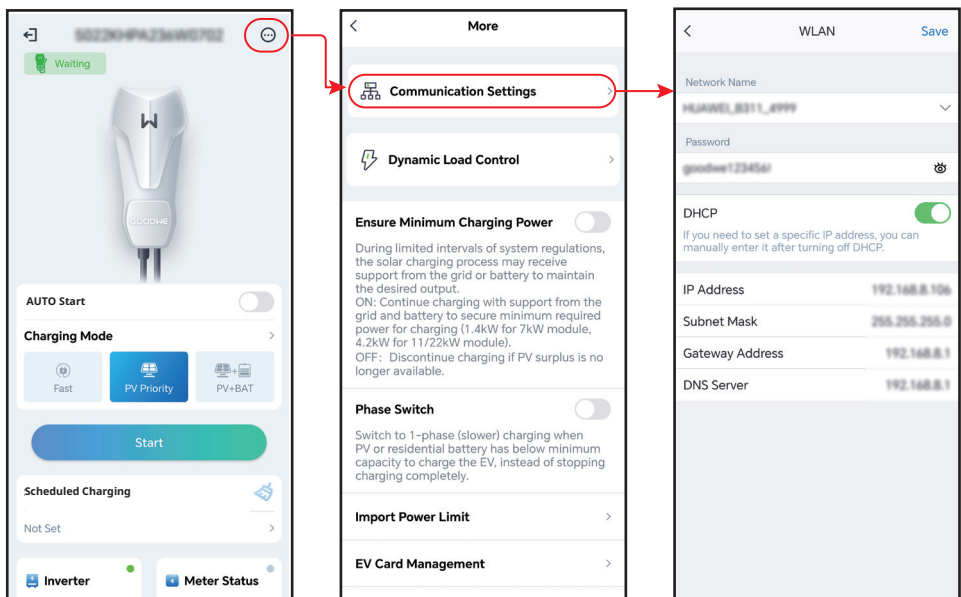 Waiting
GOODWE
AUTO Start
Charging Mode
Fast
PV Priority
PV+BAT
Start
Scheduled Charging
Not Set
Inverter
Meter Status
More
Communication Settings
Dynamic Load Control
Ensure Minimum Charging Power
During limited intervals of system regulations,
the solar charging process may receive
support from the grid or battery to maintain
the desired output.
ON: Continue charging with support from the
grid and battery to secure minimum required
power for charging (1.4kW for 7kW module,
4.2kW for 11/22kW module).
OFF: Discontinue charging if PV surplus is no
longer available.
Phase Switch
Switch to 1-phase (slower) charging when
PV or residential battery has below minimum
capacity to charge the EV, instead of stopping
charging completely.
Import Power Limit
EV Card Management
WLAN
Save
Network Name
Password
DHCP
If you need to set a specific IP address, you can
manually enter it after turning off DHCP.
IP Address
Subnet Mask
Gateway Address
DNS Server